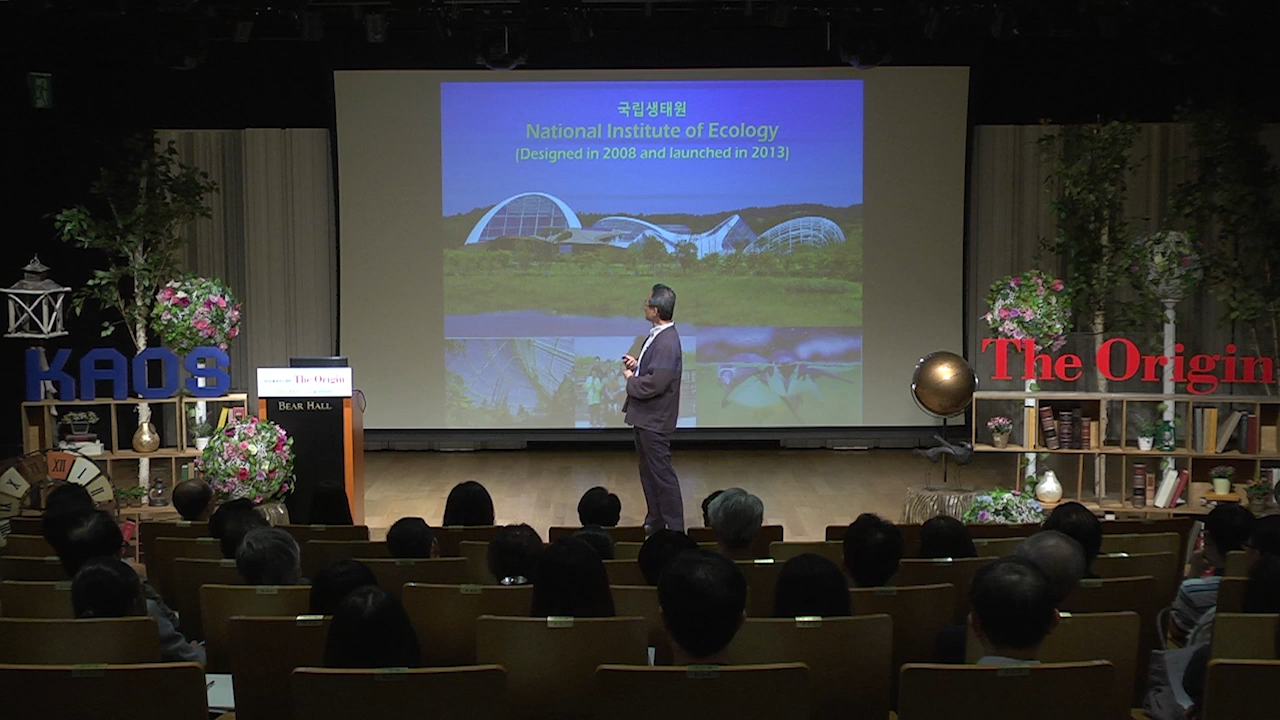 국립생태원
National Institute of Ecology
(Designed in 2008 and launched in 2013)
KAOS
The Origin
The Origin
BEAR HALL
XII
I